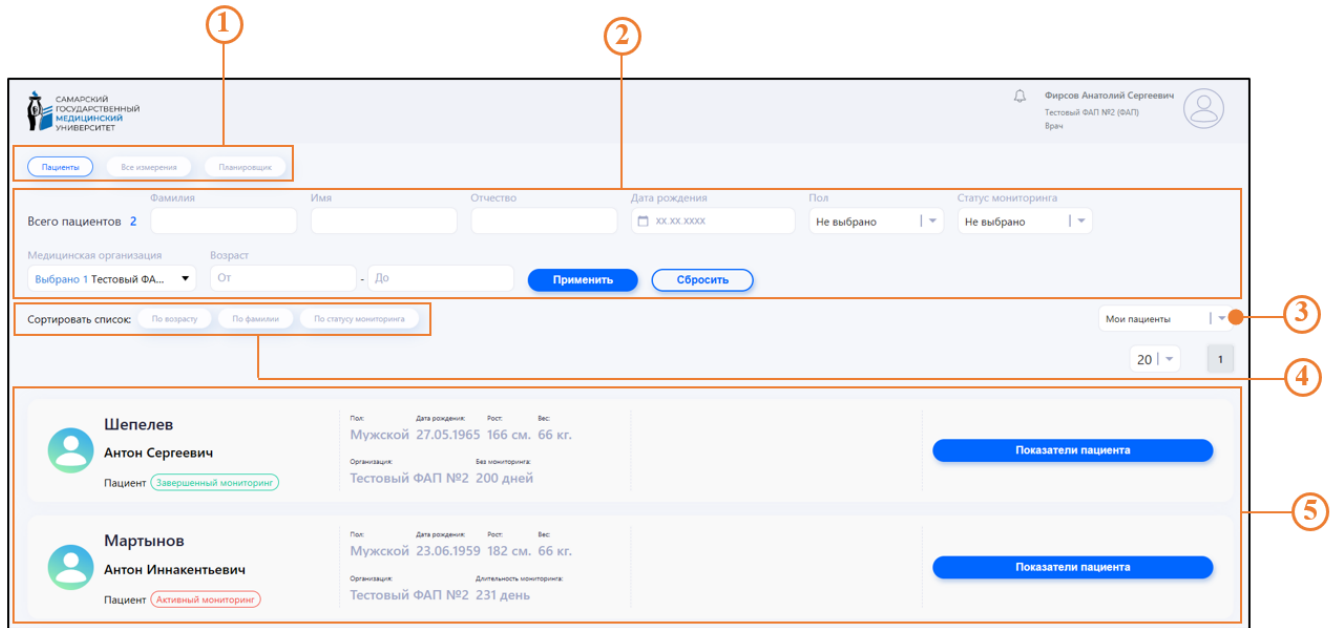 1
2
САМАРСКИЙ
ГОСУДАРСТВЕННЫЙ
МЕДИЦИНСКИЙ
УНИВЕРСИТЕТ
Фирсов Анатолий Сергеевич
Тестовый ФАП №2 (ФАП)
Врач
Пациенты Все измерения Планировщик
Фамилия Имя Отчество Дата рождения Пол Статус мониторинга
Всего пациентов 2 xx.xx.xxxx Не выбрано Не выбрано
Медицинская организация Возраст
Выбрано 1 Тестовый ФА... От - До Применить Сбросить
Сортировать список: По возрасту По фамилии По статусу мониторинга Мои пациенты 3
20 1
4
Шепелев
Антон Сергеевич
Пациент Завершенный мониторинг
Пол: Дата рождения: Рост: Вес:
Мужской 27.05.1965 166 см. 66 кг.
Организация: Без мониторинга:
Тестовый ФАП №2 200 дней
Показатели пациента
5
Мартынов
Антон Иннакентьевич
Пациент Активный мониторинг
Пол: Дата рождения: Рост: Вес:
Мужской 23.06.1959 182 см. 66 кг.
Организация: Длительность мониторинга:
Тестовый ФАП №2 231 день
Показатели пациента